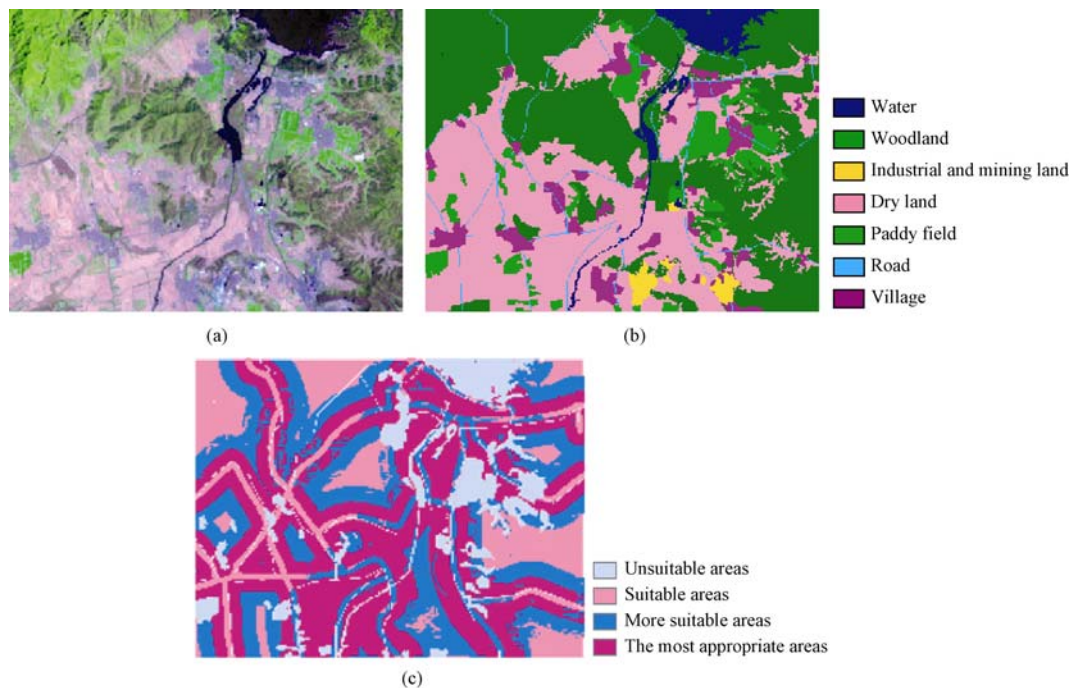 Water
Woodland
Industrial and mining land
Dry land
Paddy field
Road
Village
(a)
(b)
Unsuitable areas
Suitable areas
More suitable areas
The most appropriate areas
(c)